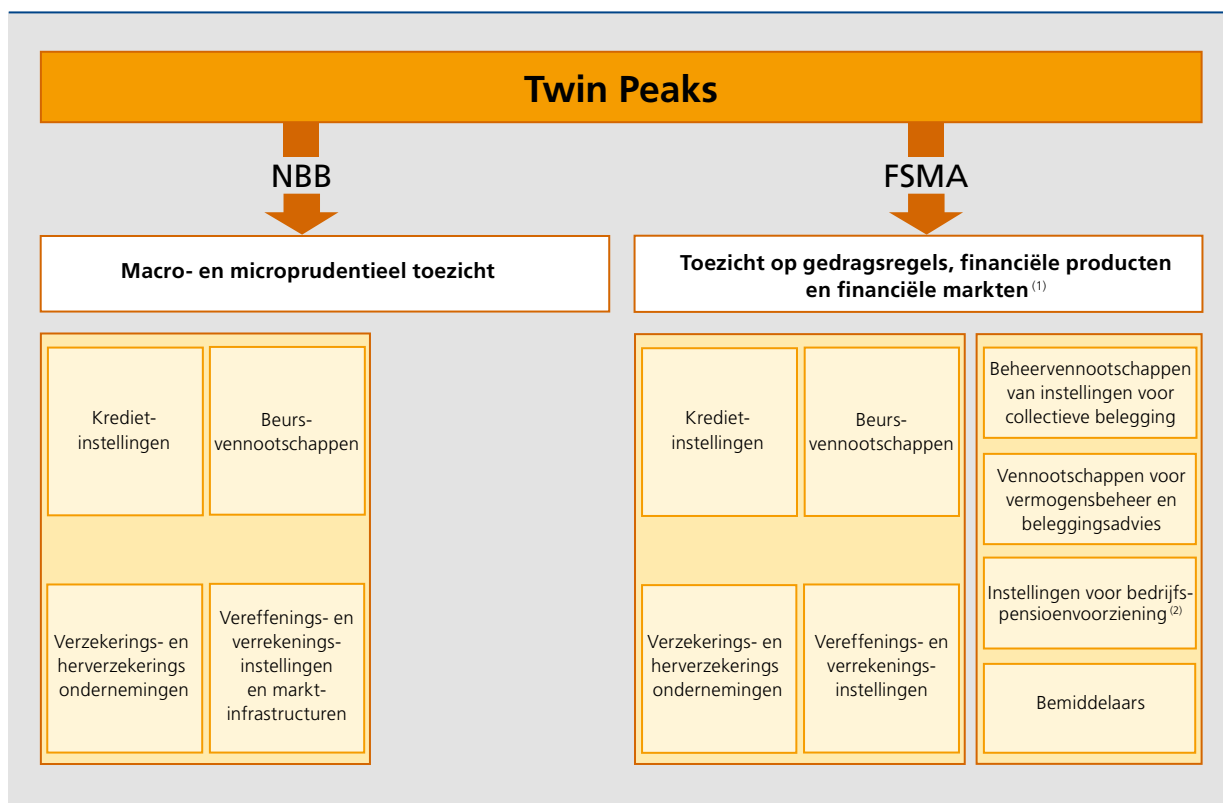 Twin Peaks
NBB
FSMA
Macro- en microprudentieel toezicht
Toezicht op gedragsregels, financiële producten
en financiële markten (1)
Krediet-
instellingen
Beurs-
vennootschappen
Verzekerings- en
herverzekerings
ondernemingen
Vereffenings- en
verrekenings-
instellingen
en markt-
infrastructuren
Krediet-
instellingen
Beurs-
vennootschappen
Verzekerings- en
herverzekerings
ondernemingen
Vereffenings- en
verrekenings-
instellingen
Beheervennootschappen
van instellingen voor
collectieve belegging
Vennootschappen voor
vermogensbeheer en
beleggingsadvies
Instellingen voor bedrijfs-
pensioenvoorziening (2)
Bemiddelaars